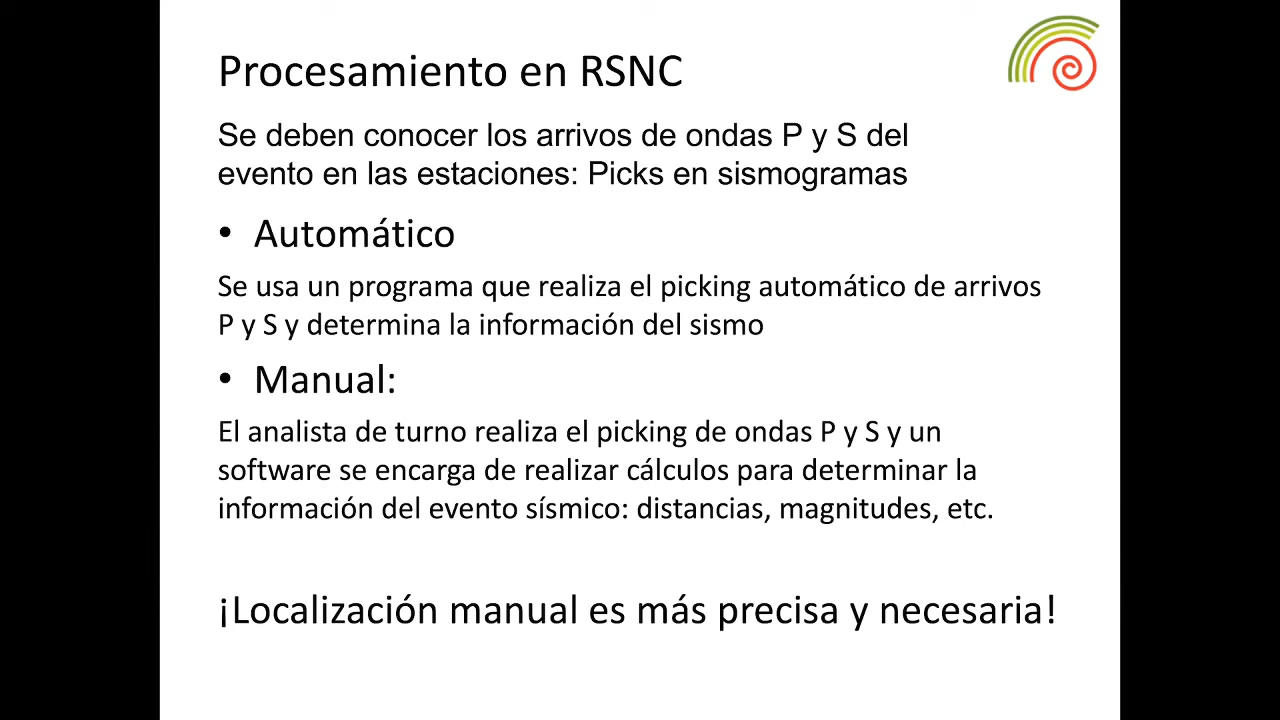 Procesamiento en RSNC
Se deben conocer los arrivos de ondas P y S del
evento en las estaciones: Picks en sismogramas
• Automático
Se usa un programa que realiza el picking automático de arrivos
P y S y determina la información del sismo
• Manual:
El analista de turno realiza el picking de ondas P y S y un
software se encarga de realizar cálculos para determinar la
información del evento sísmico: distancias, magnitudes, etc.
¡Localización manual es más precisa y necesaria!